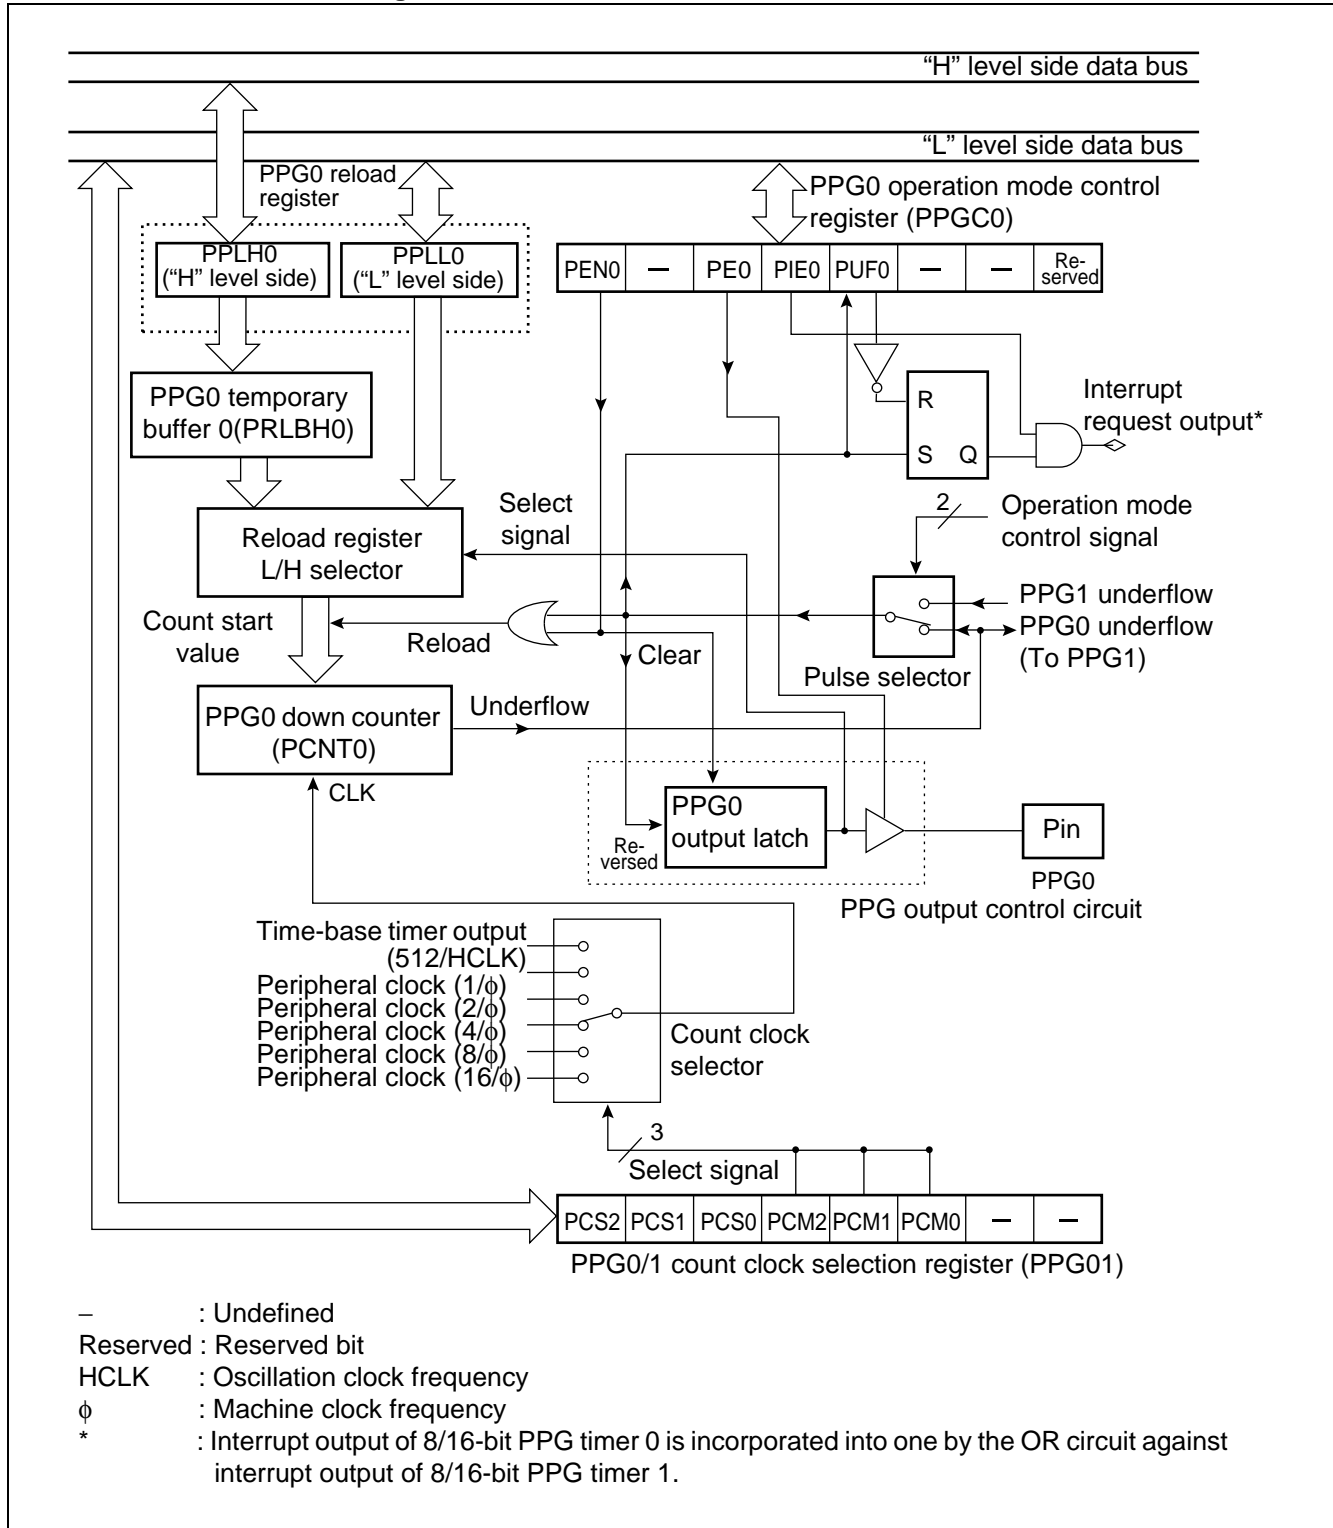 “H” level side data bus
“L” level side data bus
PPG0 reload
register
PPG0 operation mode control
register (PPGC0)
PPLH0
(“H” level side)
PPLL0
(“L” level side)
PEN0 — PE0 PIE0 PUF0 — — Re-
served
PPG0 temporary
buffer 0(PRLBH0)
R
S Q
Interrupt
request output*
Select
signal
2
Operation mode
control signal
Reload register
L/H selector
Count start
value
Reload
Clear
PPG1 underflow
PPG0 underflow
(To PPG1)
Pulse selector
PPG0 down counter
(PCNT0)
Underflow
CLK
PPG0
output latch
Re-
versed
Pin
PPG0
PPG output control circuit
Time-base timer output
(512/HCLK)
Peripheral clock (1/ϕ)
Peripheral clock (2/ϕ)
Peripheral clock (4/ϕ)
Peripheral clock (8/ϕ)
Peripheral clock (16/ϕ)
Count clock
selector
3
Select signal
PCS2 PCS1 PCS0 PCM2 PCM1 PCM0 — —
PPG0/1 count clock selection register (PPG01)
– : Undefined
Reserved : Reserved bit
HCLK : Oscillation clock frequency
ϕ : Machine clock frequency
* : Interrupt output of 8/16-bit PPG timer 0 is incorporated into one by the OR circuit against
interrupt output of 8/16-bit PPG timer 1.